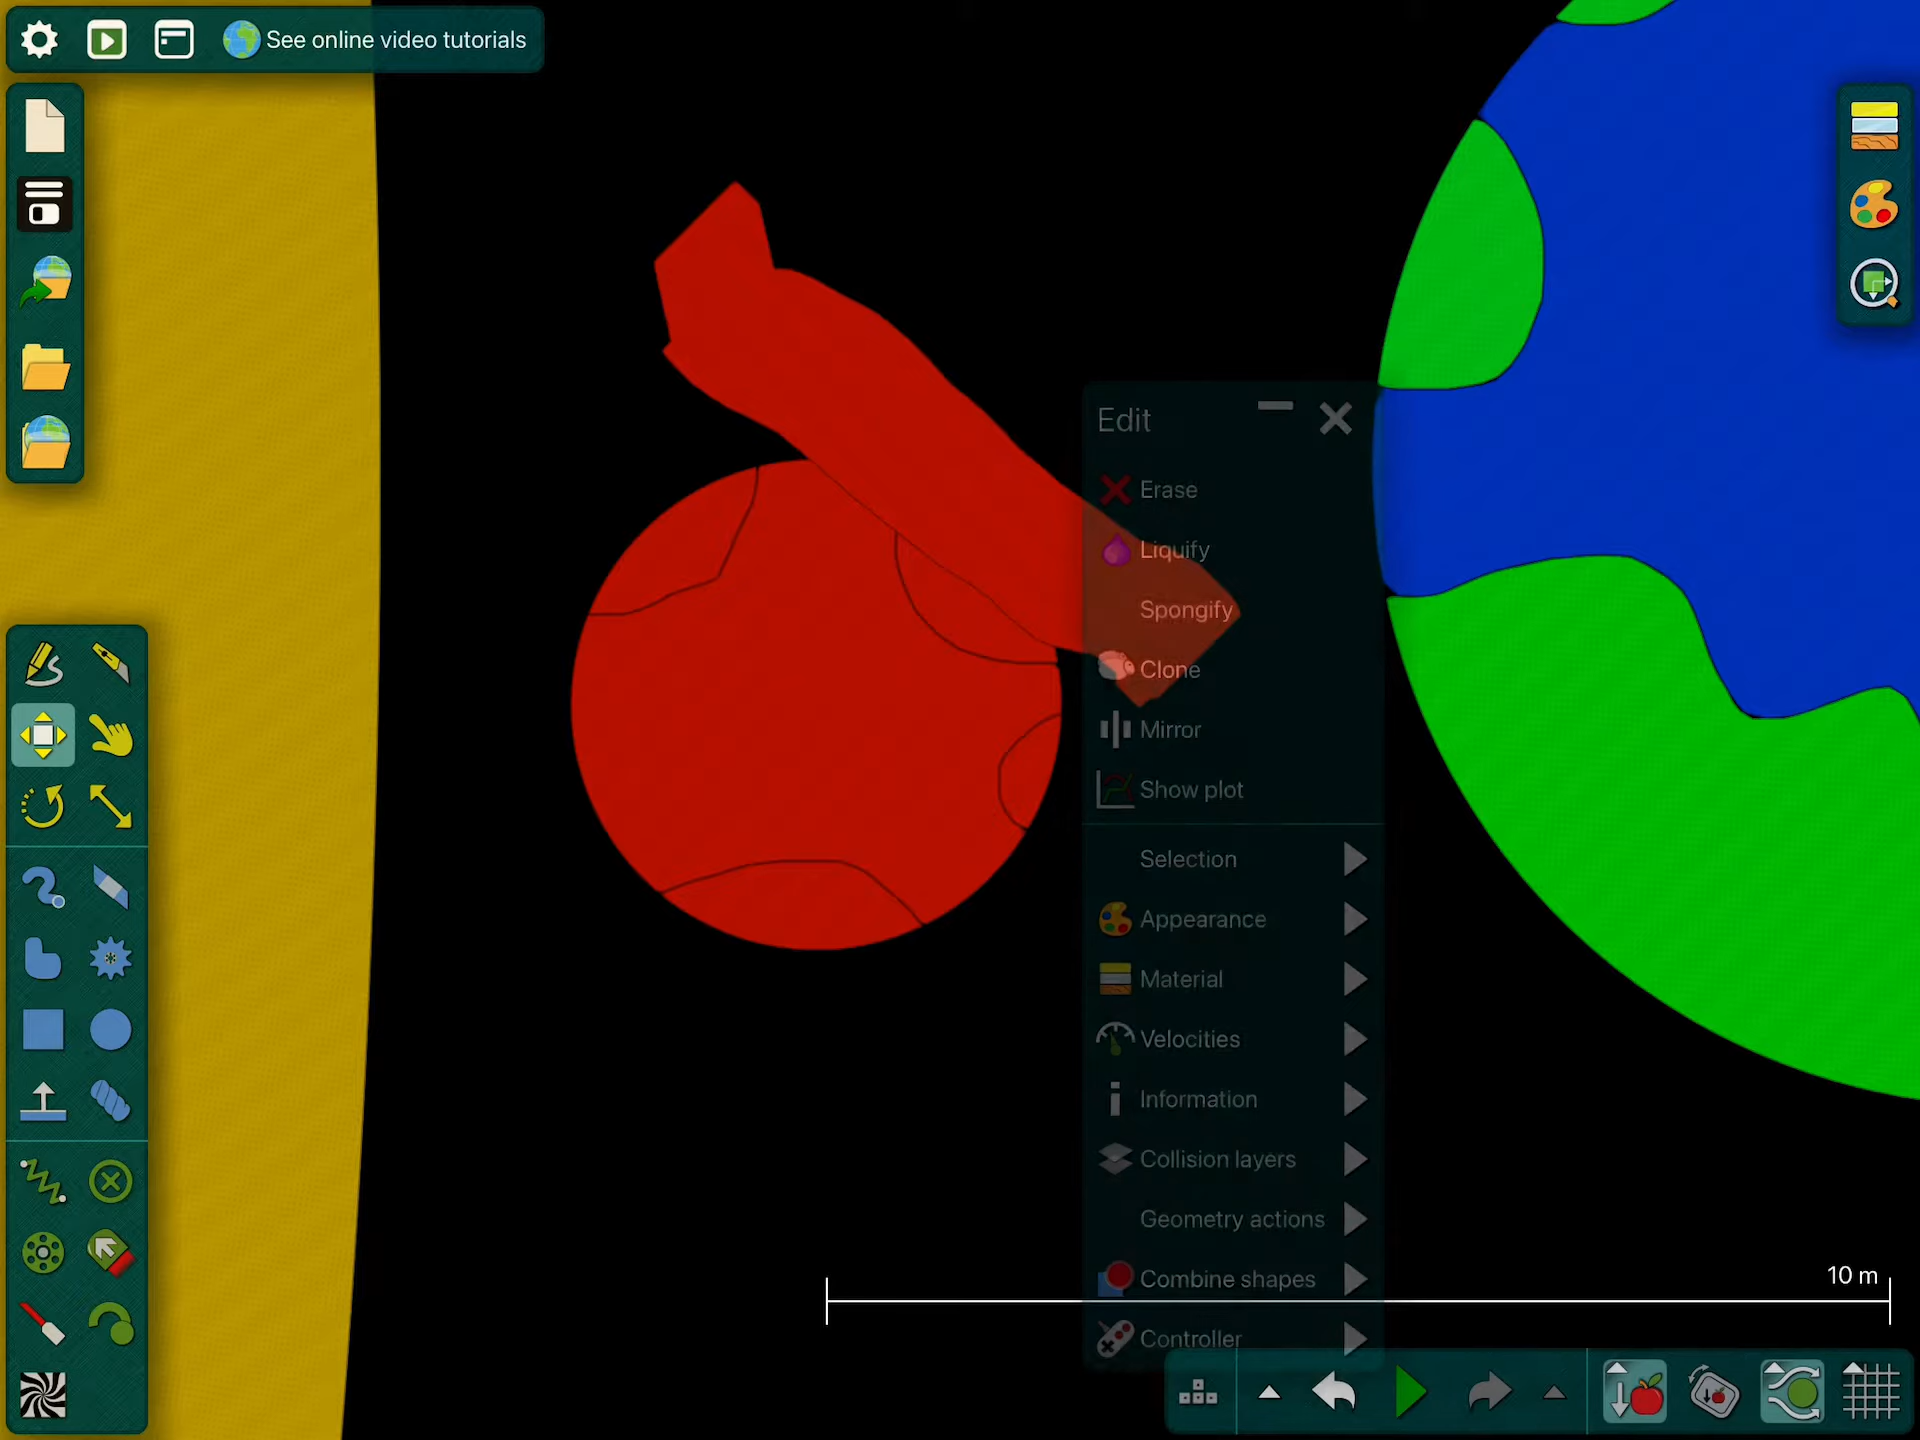 See online video tutorials
Edit
Erase
Liquify
Spongify
Clone
Mirror
Show plot
Selection
Appearance
Material
Velocities
Information
Collision layers
Geometry actions
Combine shapes
Controller
10 m